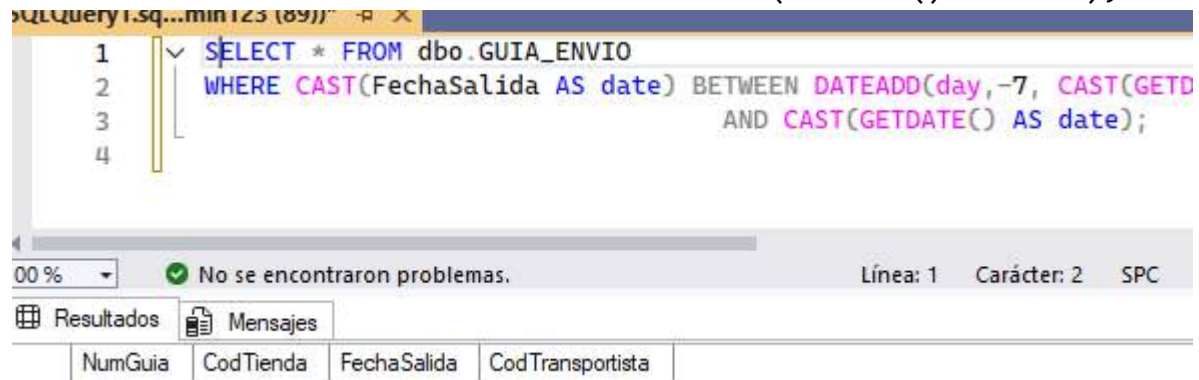 SQLQuery1.sq...min123 (89))*
1 SELECT * FROM dbo.GUIA_ENVIO
2 WHERE CAST(FechaSalida AS date) BETWEEN DATEADD(day,-7, CAST(GETD
3 AND CAST(GETDATE() AS date);
4
00 % No se encontraron problemas. Línea: 1 Carácter: 2 SPC
Resultados Mensajes
NumGuia CodTienda FechaSalida CodTransportista